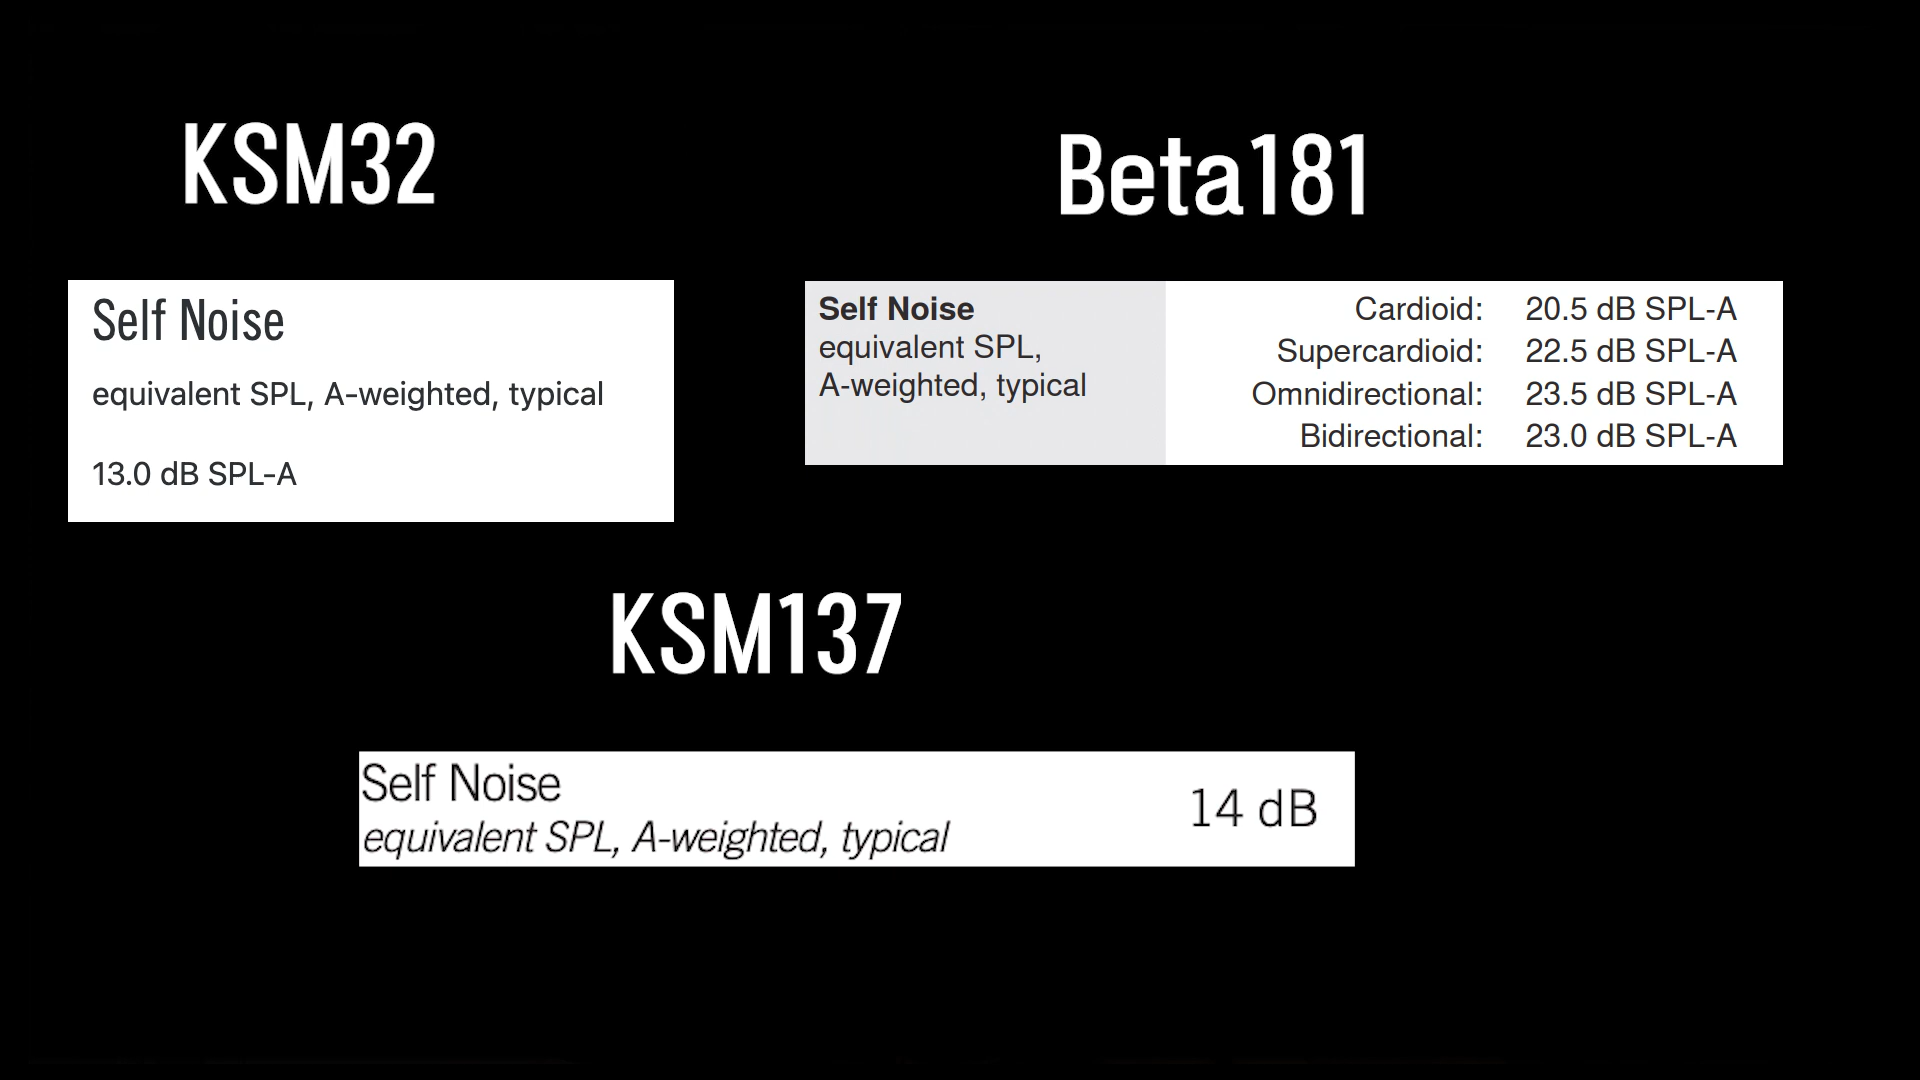 KSM32
Self Noise
equivalent SPL, A-weighted, typical
13.0 dB SPL-A
Beta181
Self Noise
equivalent SPL,
A-weighted, typical
Cardioid: 20.5 dB SPL-A
Supercardioid: 22.5 dB SPL-A
Omnidirectional: 23.5 dB SPL-A
Bidirectional: 23.0 dB SPL-A
KSM137
Self Noise
equivalent SPL, A-weighted, typical
14 dB